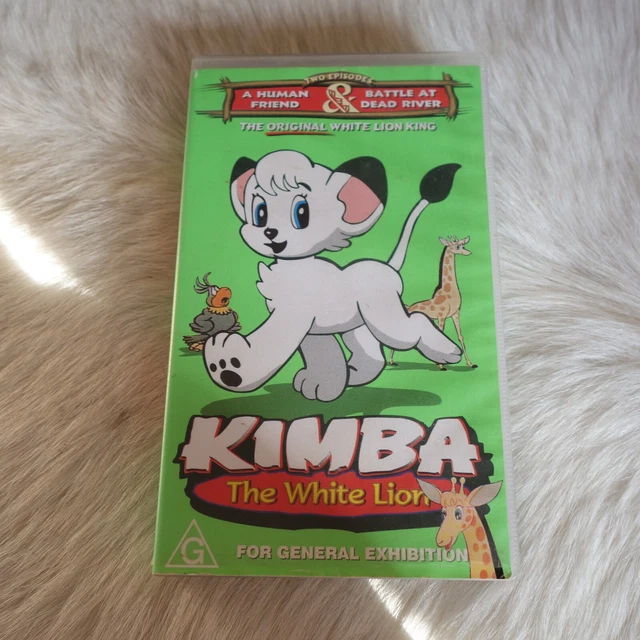 TWO EPISODES
A HUMAN FRIEND
&
BATTLE AT DEAD RIVER
THE ORIGINAL WHITE LION KING
KIMBA
The White Lion
G
FOR GENERAL EXHIBITION